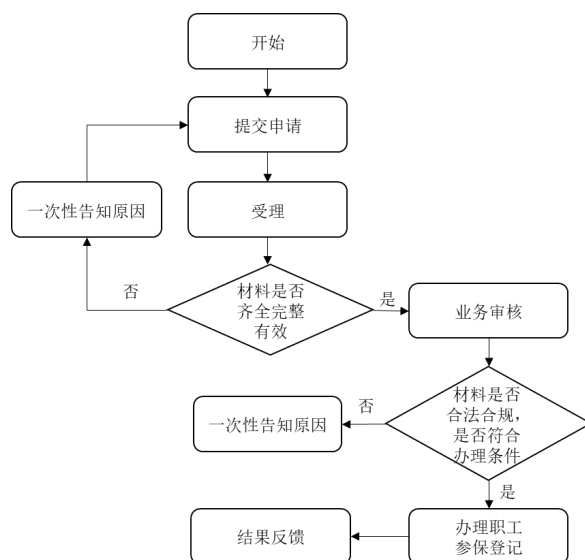 开始
提交申请
一次性告知原因
受理
否
材料是否
齐全完整
有效
是
业务审核
一次性告知原因
否
材料是否
合法合规,
是否符合
办理条件
是
结果反馈
办理职工
参保登记